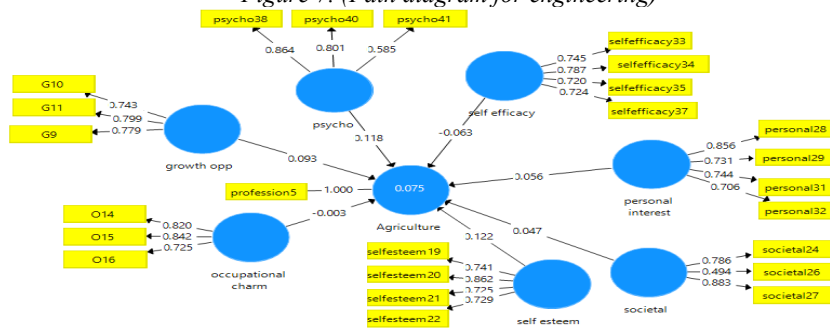 Figure 7: (Path diagram for engineering)
psycho38 psycho40 psycho41
0.864 0.801 0.585
psycho
selfefficacy33
selfefficacy34
selfefficacy35
selfefficacy37
0.745
0.787
0.720
0.724
self efficacy
G10
G11
G9
0.743
0.799
0.779
growth opp
0.118
-0.063
0.093
personal28
personal29
personal31
personal32
0.856
0.731
0.744
0.706
personal
interest
0.056
profession5
1.000
0.075
Agriculture
O14
O15
O16
0.820
0.842
0.725
occupational
charm
-0.003
0.122
0.047
selfesteem19
selfesteem20
selfesteem21
selfesteem22
0.741
0.862
0.725
0.729
self esteem
societal24
societal26
societal27
0.786
0.494
0.883
societal